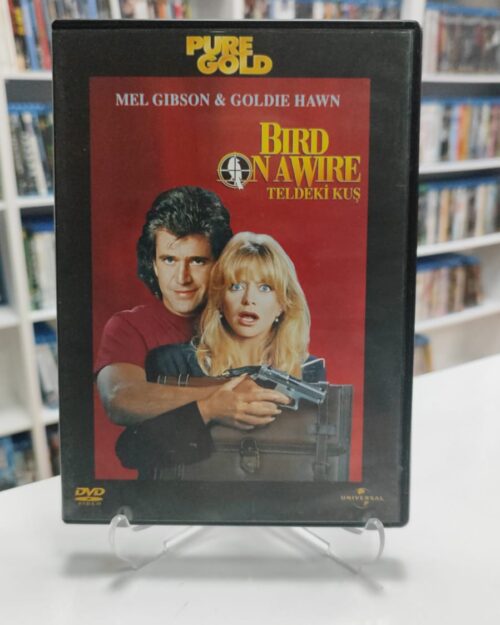 PURE
GOLD
MEL GIBSON & GOLDIE HAWN
BIRD
ON A WIRE
TELDEKİ KUŞ
DVD
VIDEO
UNIVERSAL